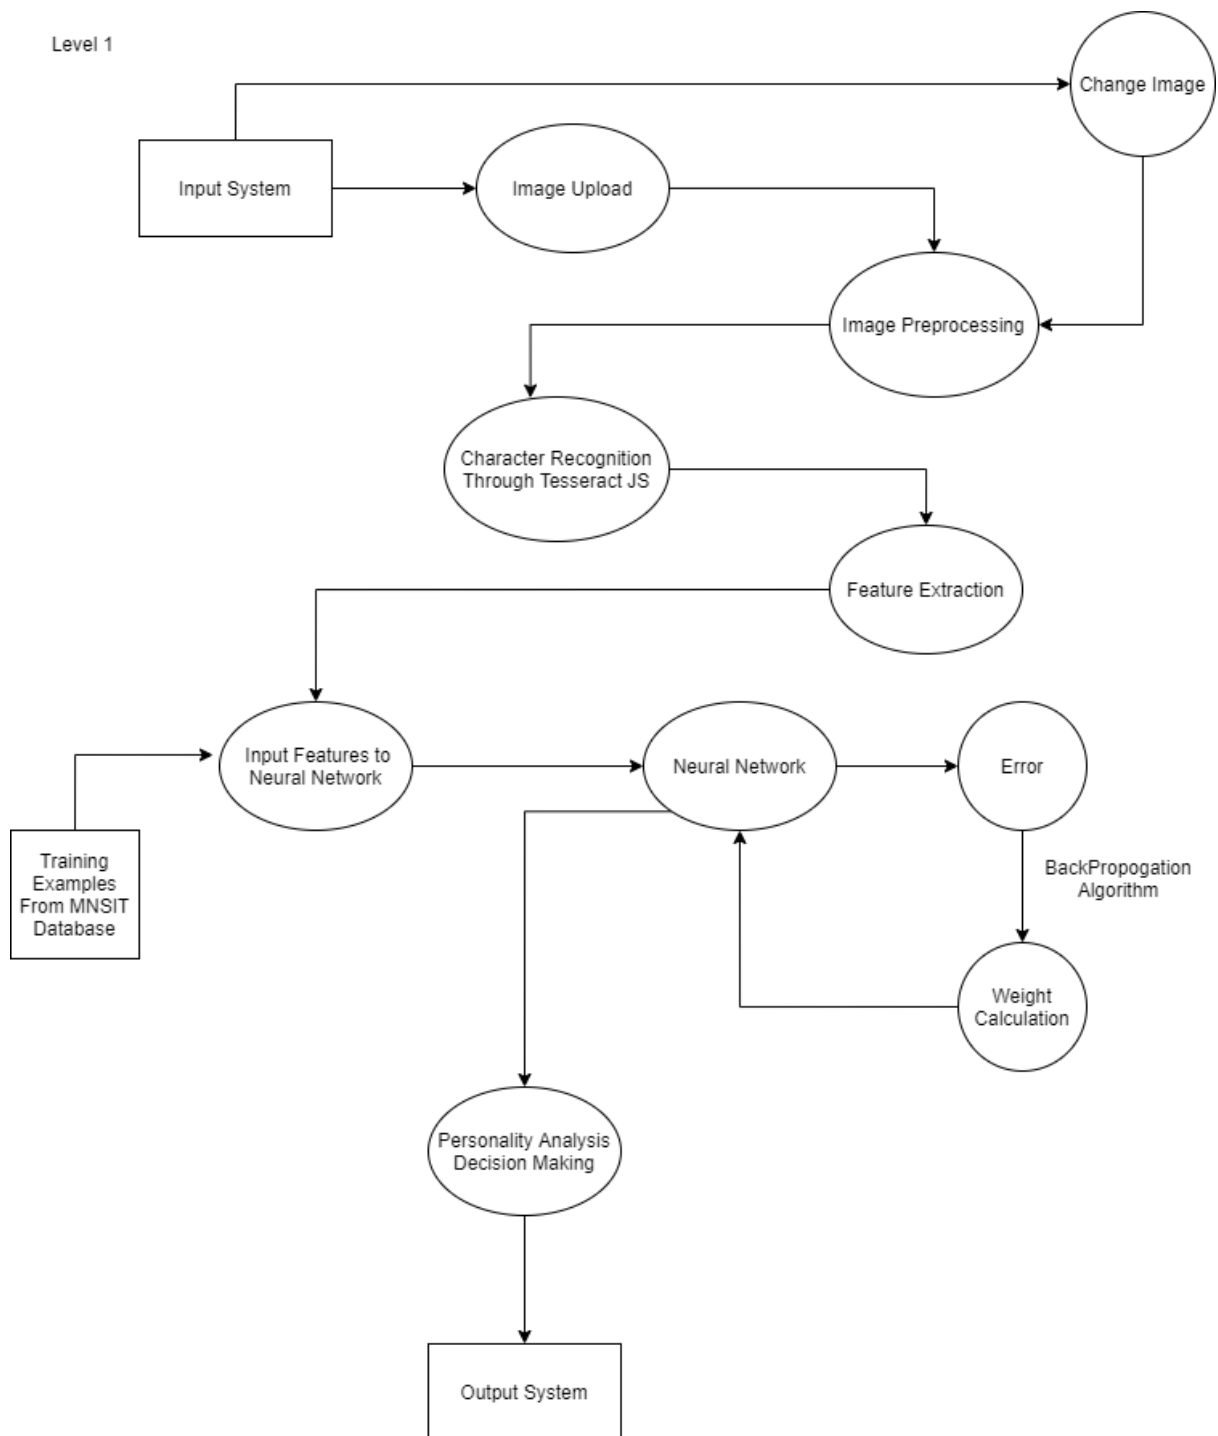 Level 1
Change Image
Input System
Image Upload
Image Preprocessing
Character Recognition
Through Tesseract JS
Feature Extraction
Input Features to
Neural Network
Neural Network
Error
Training
Examples
From MNSIT
Database
BackPropogation
Algorithm
Weight
Calculation
Personality Analysis
Decision Making
Output System